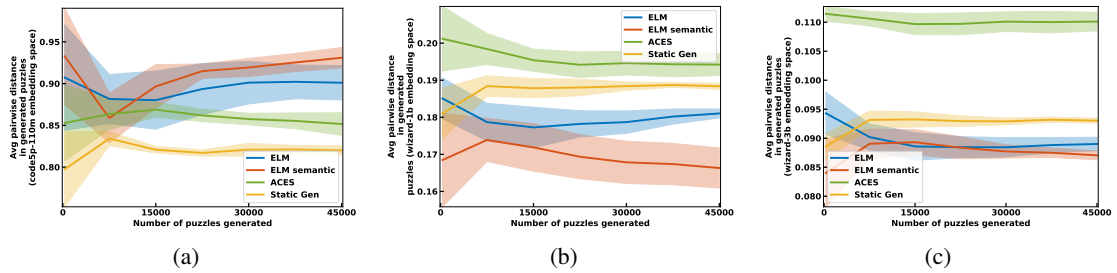 Avg pairwise distance
in generated puzzles
(code5p-110m embedding space)
0.95
0.90
0.85
0.80
ELM
ELM semantic
ACES
Static Gen
0
15000
30000
45000
Number of puzzles generated
(a)
Avg pairwise distance
in generated
puzzles (wizard-1b embedding space)
0.20
0.19
0.18
0.17
0.16
ELM
ELM semantic
ACES
Static Gen
0
15000
30000
45000
Number of puzzles generated
(b)
Avg pairwise distance
in generated puzzles
(wizard-3b embedding space)
0.110
0.105
0.100
0.095
0.090
0.085
0.080
ELM
ELM semantic
ACES
Static Gen
0
15000
30000
45000
Number of puzzles generated
(c)